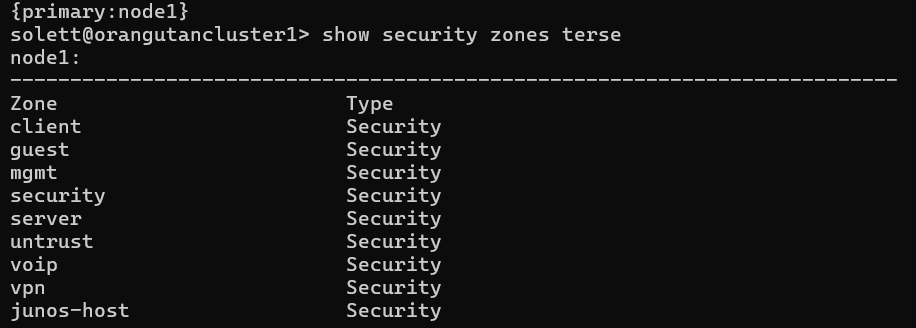 {primary:node1}
solett@orangutancluster1> show security zones terse
node1:
--------------------------------------------------------------------------
Zone                        Type
client                      Security
guest                       Security
mgmt                        Security
security                    Security
server                      Security
untrust                     Security
voip                        Security
vpn                         Security
junos-host                  Security